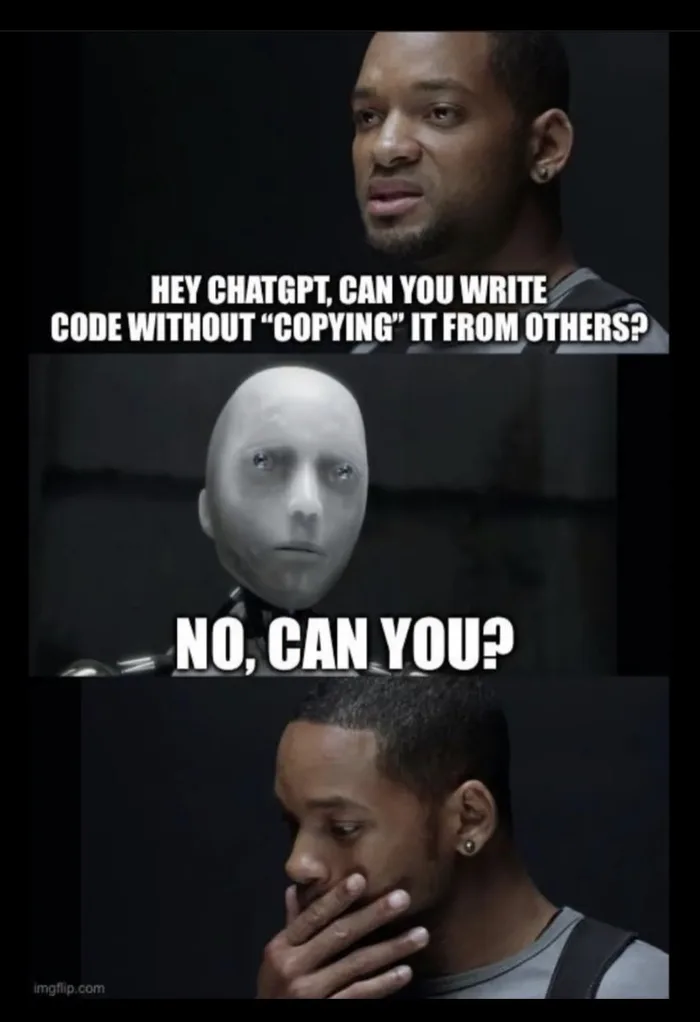 HEY CHATGPT, CAN YOU WRITE
CODE WITHOUT “COPYING” IT FROM OTHERS?
NO, CAN YOU?
imgflip.com